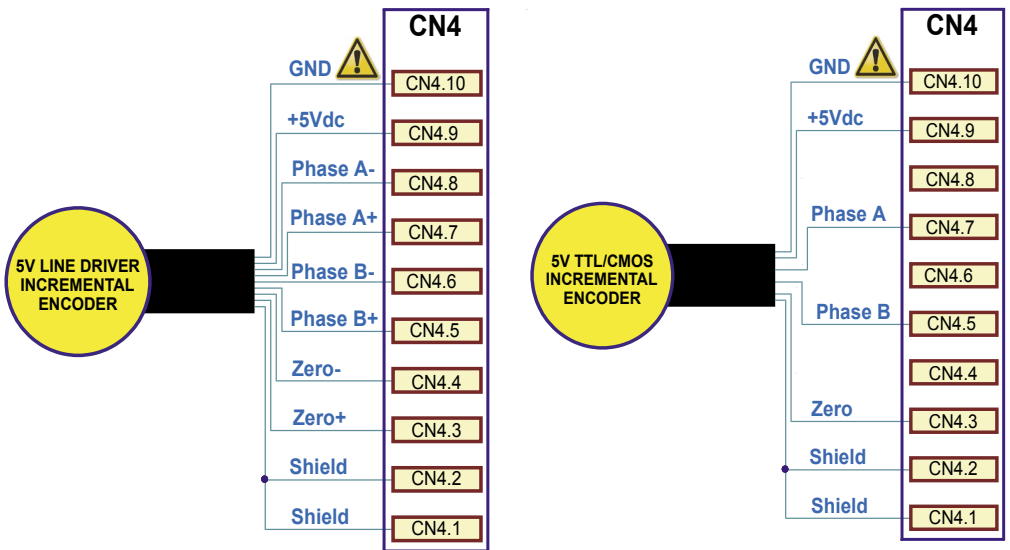 CN4
GND
CN4.10
+5Vdc
CN4.9
Phase A-
CN4.8
Phase A+
CN4.7
Phase B-
CN4.6
Phase B+
CN4.5
Zero-
CN4.4
Zero+
CN4.3
Shield
CN4.2
Shield
CN4.1
5V LINE DRIVER
INCREMENTAL
ENCODER
CN4
GND
CN4.10
+5Vdc
CN4.9
CN4.8
Phase A
CN4.7
CN4.6
Phase B
CN4.5
CN4.4
Zero
CN4.3
Shield
CN4.2
Shield
CN4.1
5V TTL/CMOS
INCREMENTAL
ENCODER